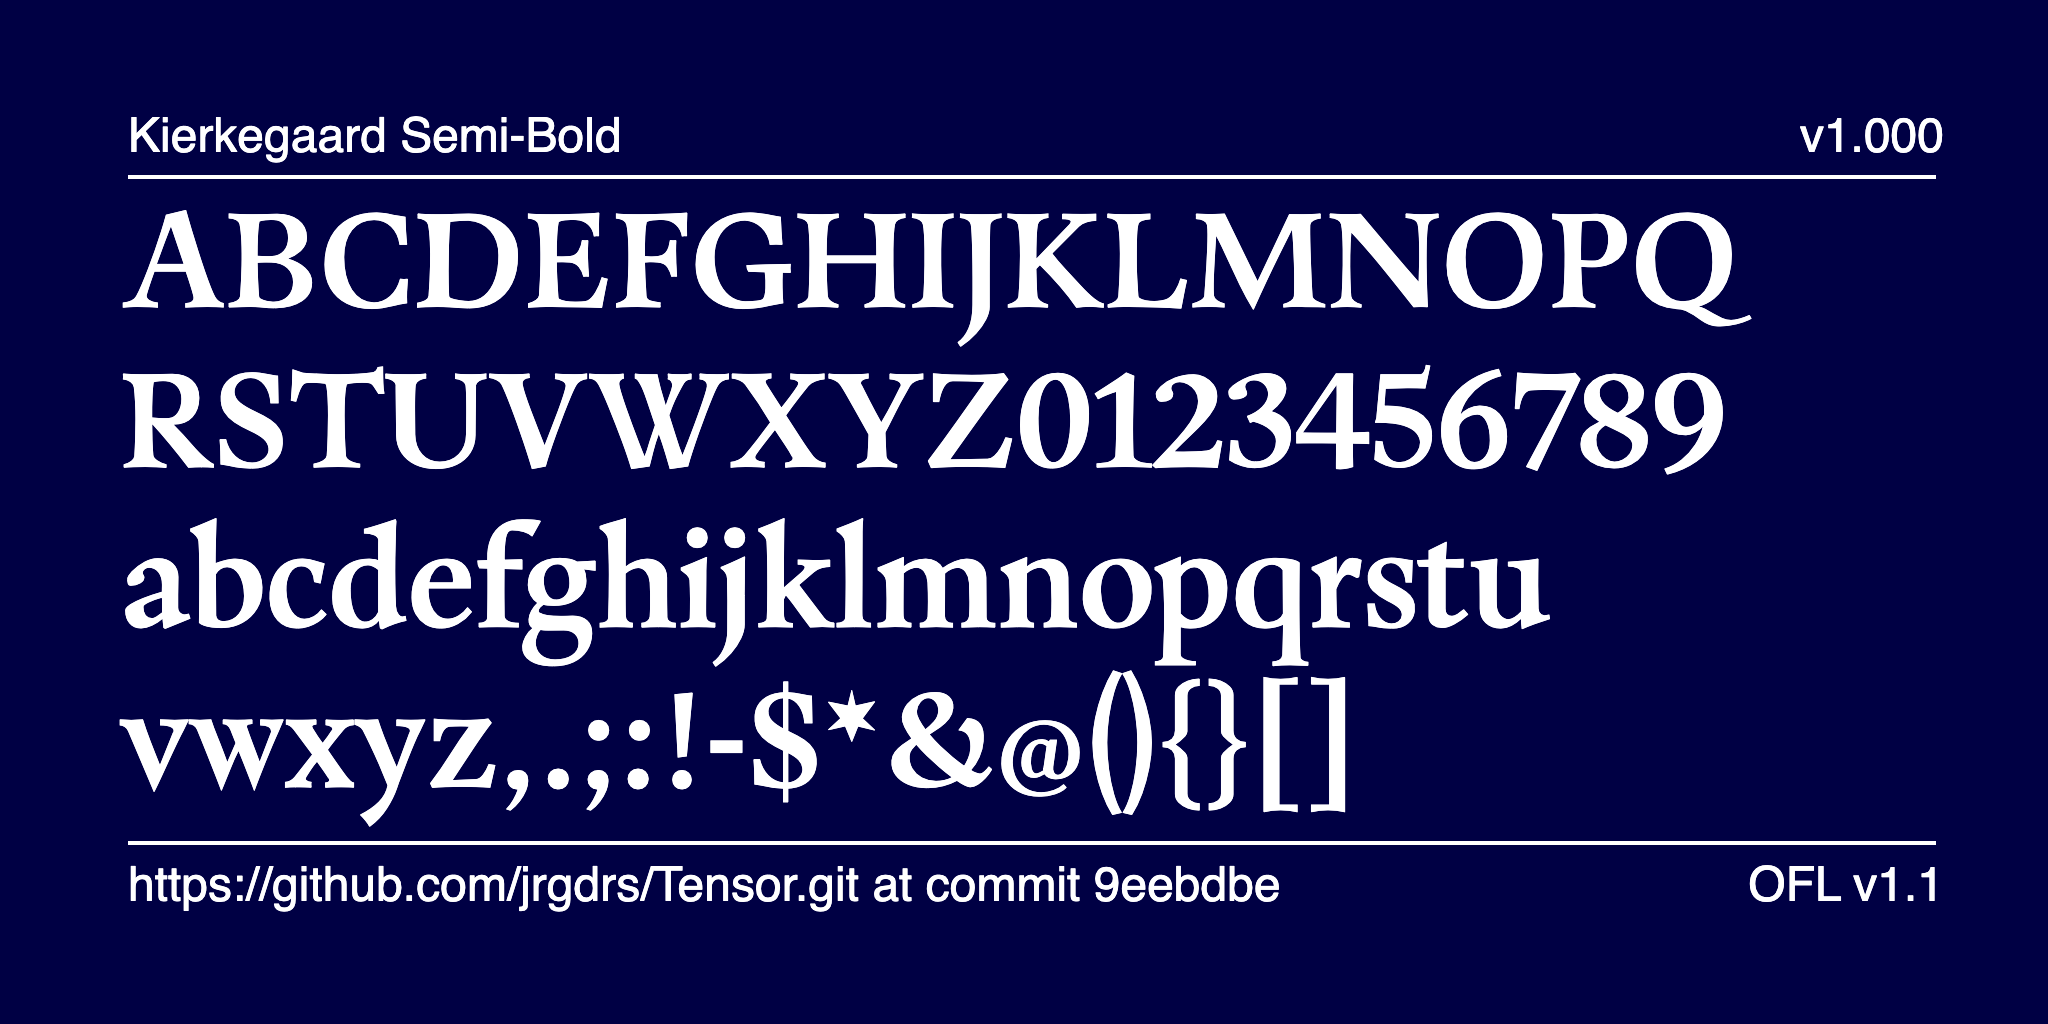 Kierkegaard Semi-Bold v1.000
ABCDEFGHIJKLMNOPQ
RSTUVWXYZ0123456789
abcdefghijklmnopqrstu
vwxyz,.;:!-$*&@(){}[]
https://github.com/jrgdrs/Tensor.git at commit 9eebdbe OFL v1.1